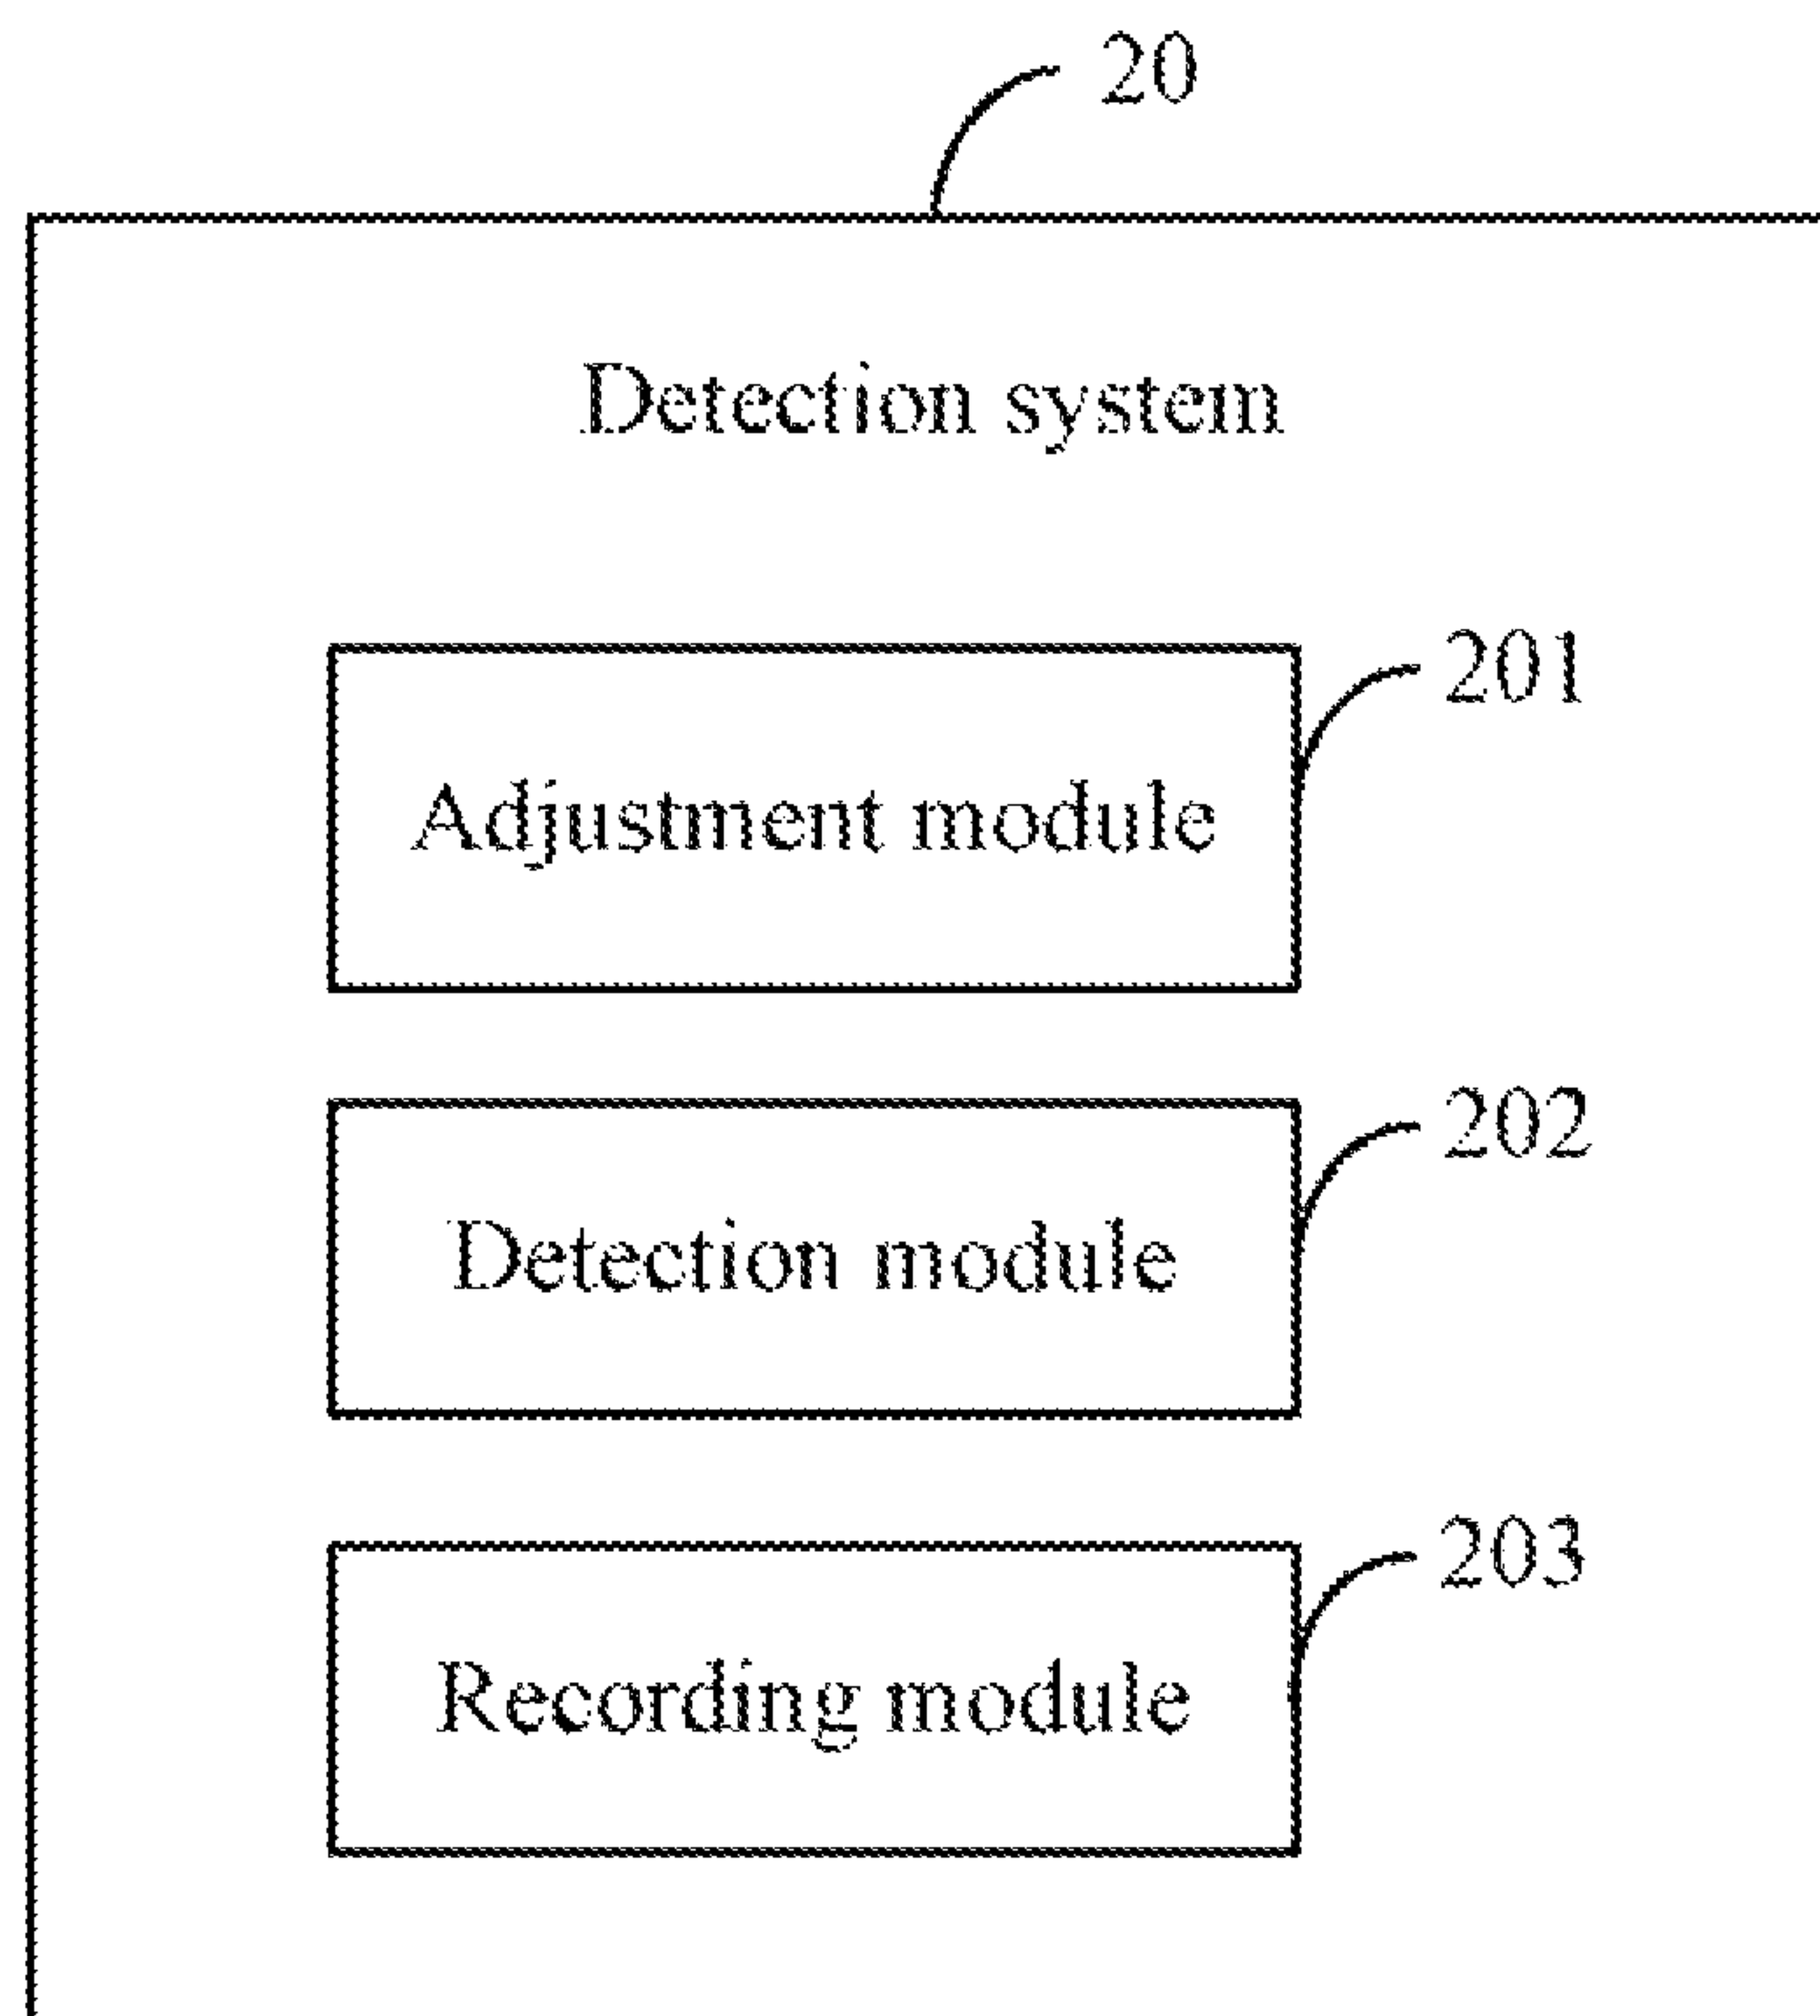 20
Detection system
201
Adjustment module
202
Detection module
203
Recording module